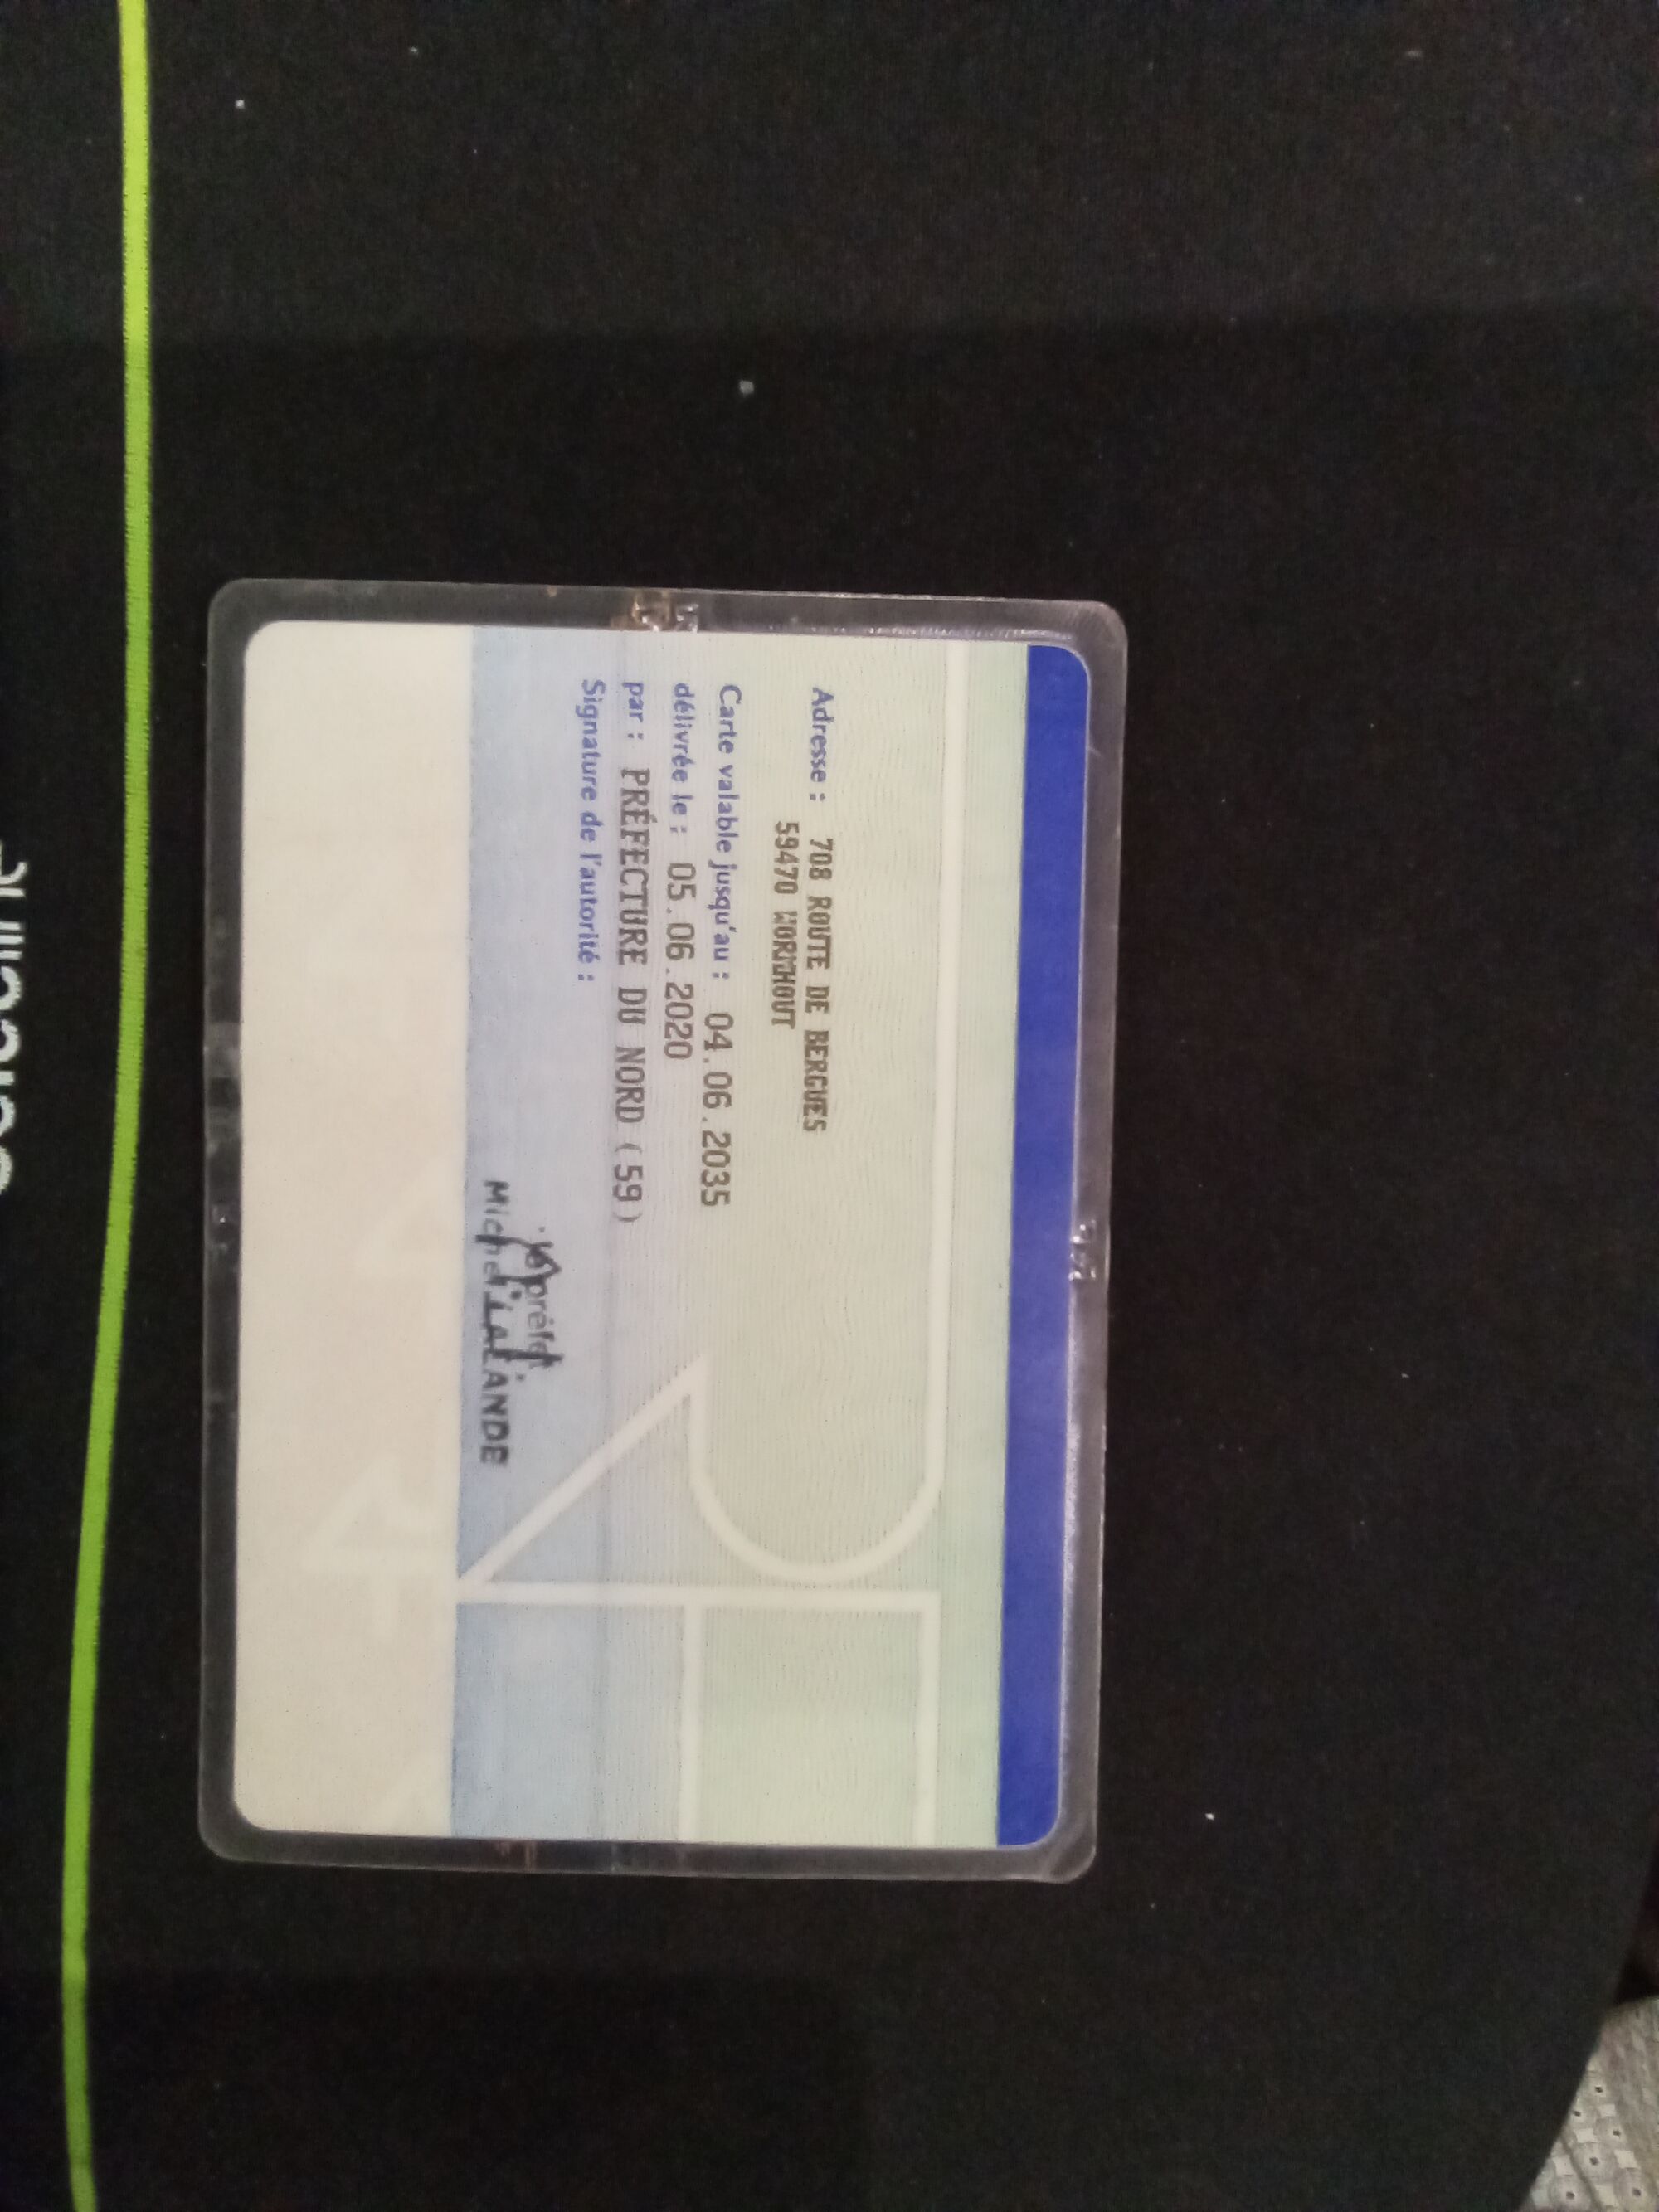 Adresse : 708 ROUTE DE BERGUES
59470 WORMHOUT
Carte valable jusqu'au : 04.06.2035
délivrée le : 05.06.2020
par : PRÉFECTURE DU NORD (59)
Signature de l'autorité :
le préfet
Michel LALANDE